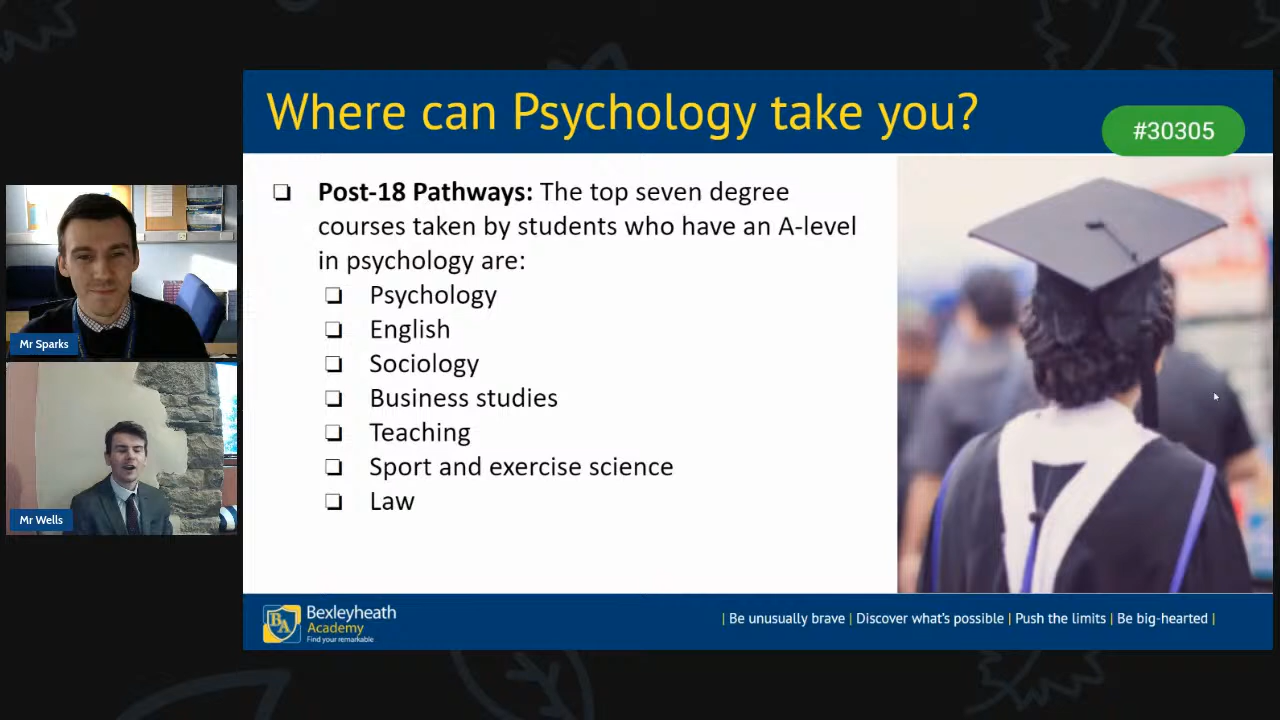 Where can Psychology take you?
#30305
❏ Post-18 Pathways: The top seven degree
courses taken by students who have an A-level
in psychology are:
❏ Psychology
❏ English
❏ Sociology
❏ Business studies
❏ Teaching
❏ Sport and exercise science
❏ Law
Mr Sparks
Mr Wells
BA
Bexleyheath
Academy
Find your remarkable
| Be unusually brave | Discover what's possible | Push the limits | Be big-hearted |